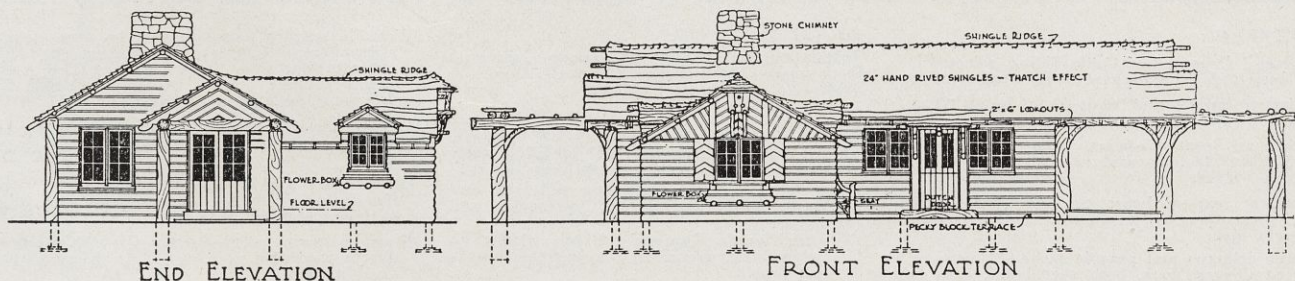 SHINGLE RIDGE
FLOWER BOX
FLOOR LEVEL
END ELEVATION
STONE CHIMNEY
SHINGLE RIDGE
24" HAND RIVED SHINGLES - THATCH EFFECT
2" x 6" LOOKOUTS
FLOWER BOX
SEAT
DUTCH
DOOR
PECKY BLOCK TERRACE
FRONT ELEVATION